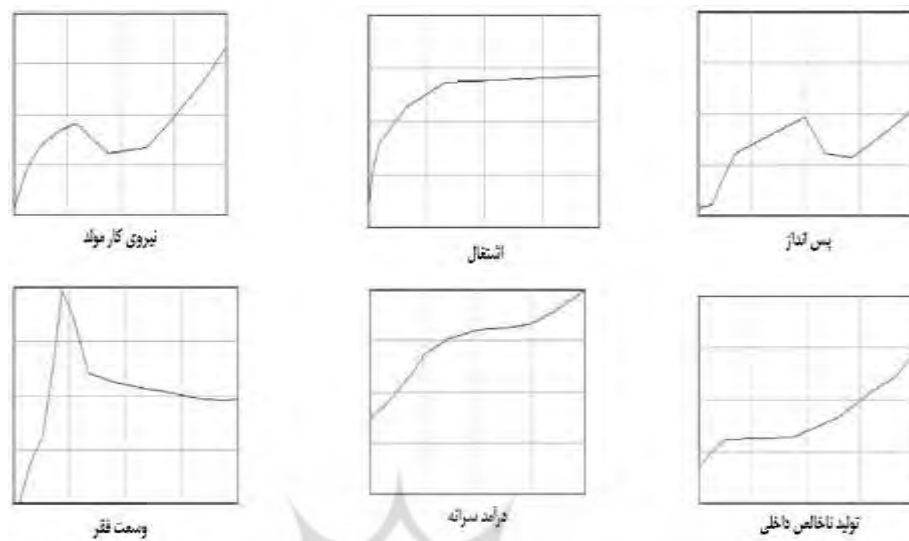 پس انداز
اشتغال
نیروی کار مولد
تولید ناخالص داخلی
درآمد سرانه
وسعت فقر